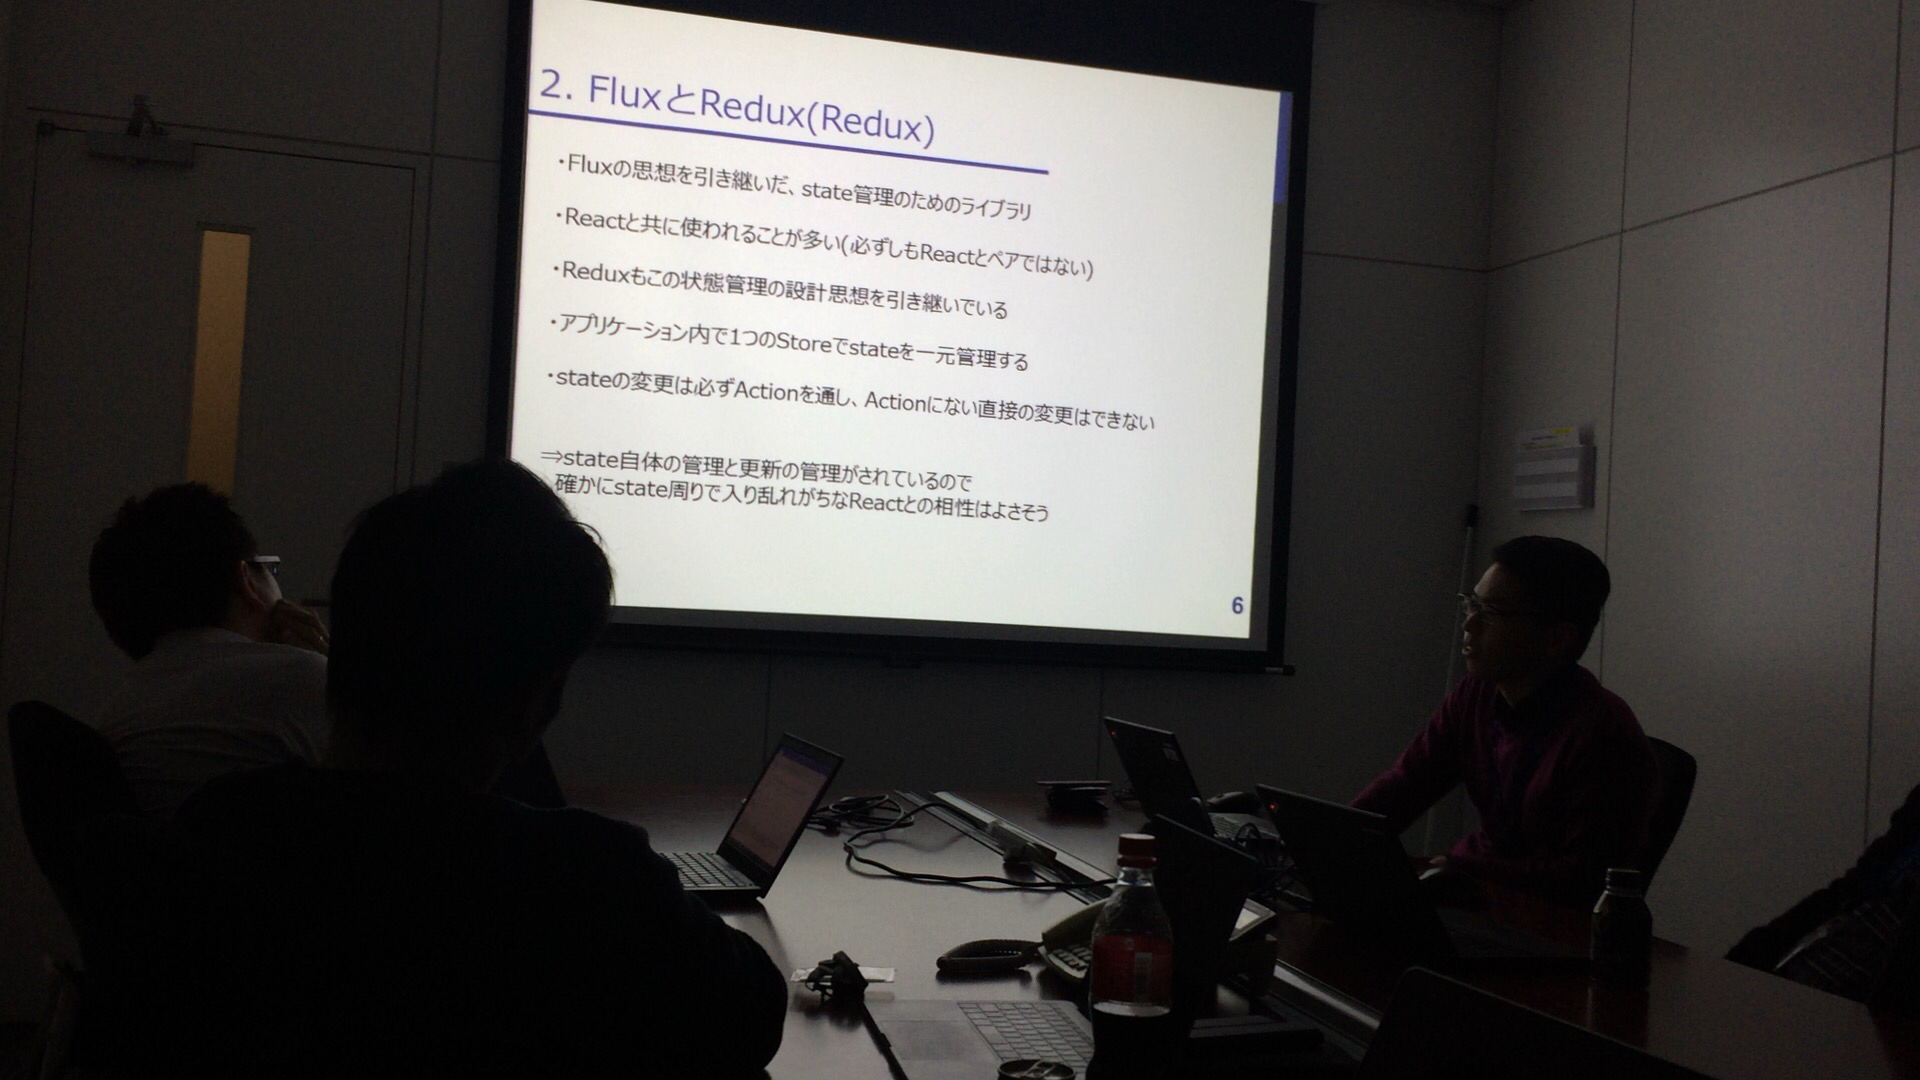 2. FluxとRedux(Redux)
・Fluxの思想を引き継いだ、state管理のためのライブラリ
・Reactと共に使われることが多い(必ずしもReactとペアではない)
・Reduxもこの状態管理の設計思想を引き継いでいる
・アプリケーション内で1つのStoreでstateを一元管理する
・stateの変更は必ずActionを通し、Actionにない直接の変更はできない
⇒state自体の管理と更新の管理がされているので
確かにstate周りで入り乱れがちなReactとの相性はよさそう
6